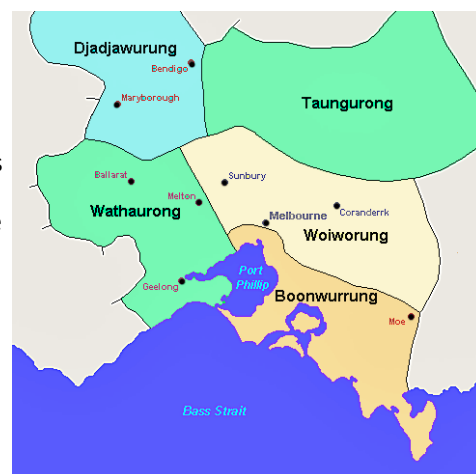 Djadjawurung
Bendigo
Maryborough
Taungurong
s
Ballarat
Sunbury
Melton
Coranderrk
Wathaurong
e
Melbourne
Woiworung
Port
Phillip
Geelong
Boonwurrung
Moe
Bass Strait